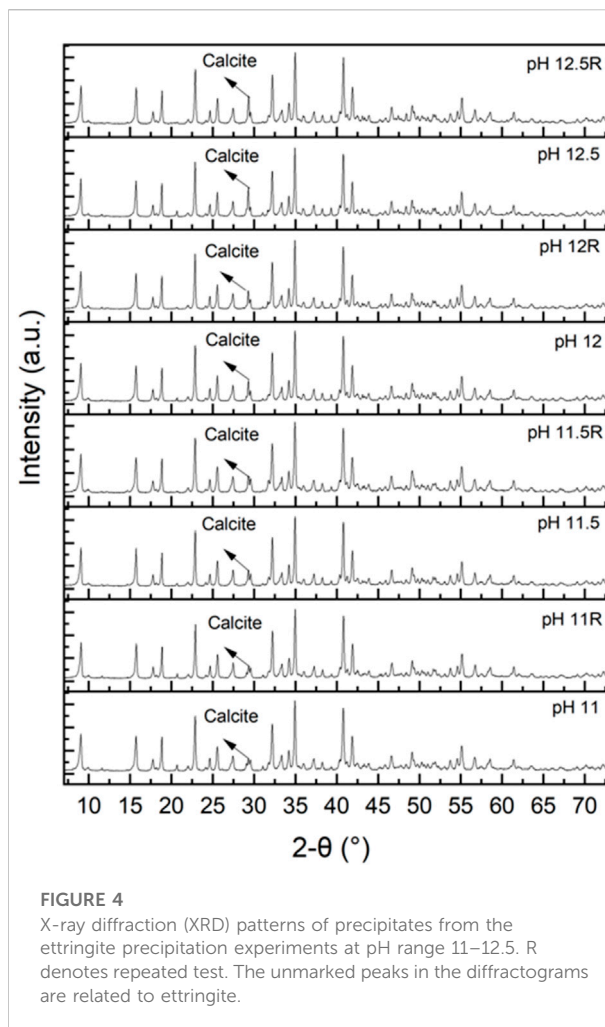 Calcite
pH 12.5R
Calcite
pH 12.5
Calcite
pH 12R
Calcite
pH 12
Calcite
pH 11.5R
Calcite
pH 11.5
Calcite
pH 11R
Calcite
pH 11
Intensity (a.u.)
10 15 20 25 30 35 40 45 50 55 60 65 70
2-θ (°)
FIGURE 4
X-ray diffraction (XRD) patterns of precipitates from the
ettringite precipitation experiments at pH range 11–12.5. R
denotes repeated test. The unmarked peaks in the diffractograms
are related to ettringite.